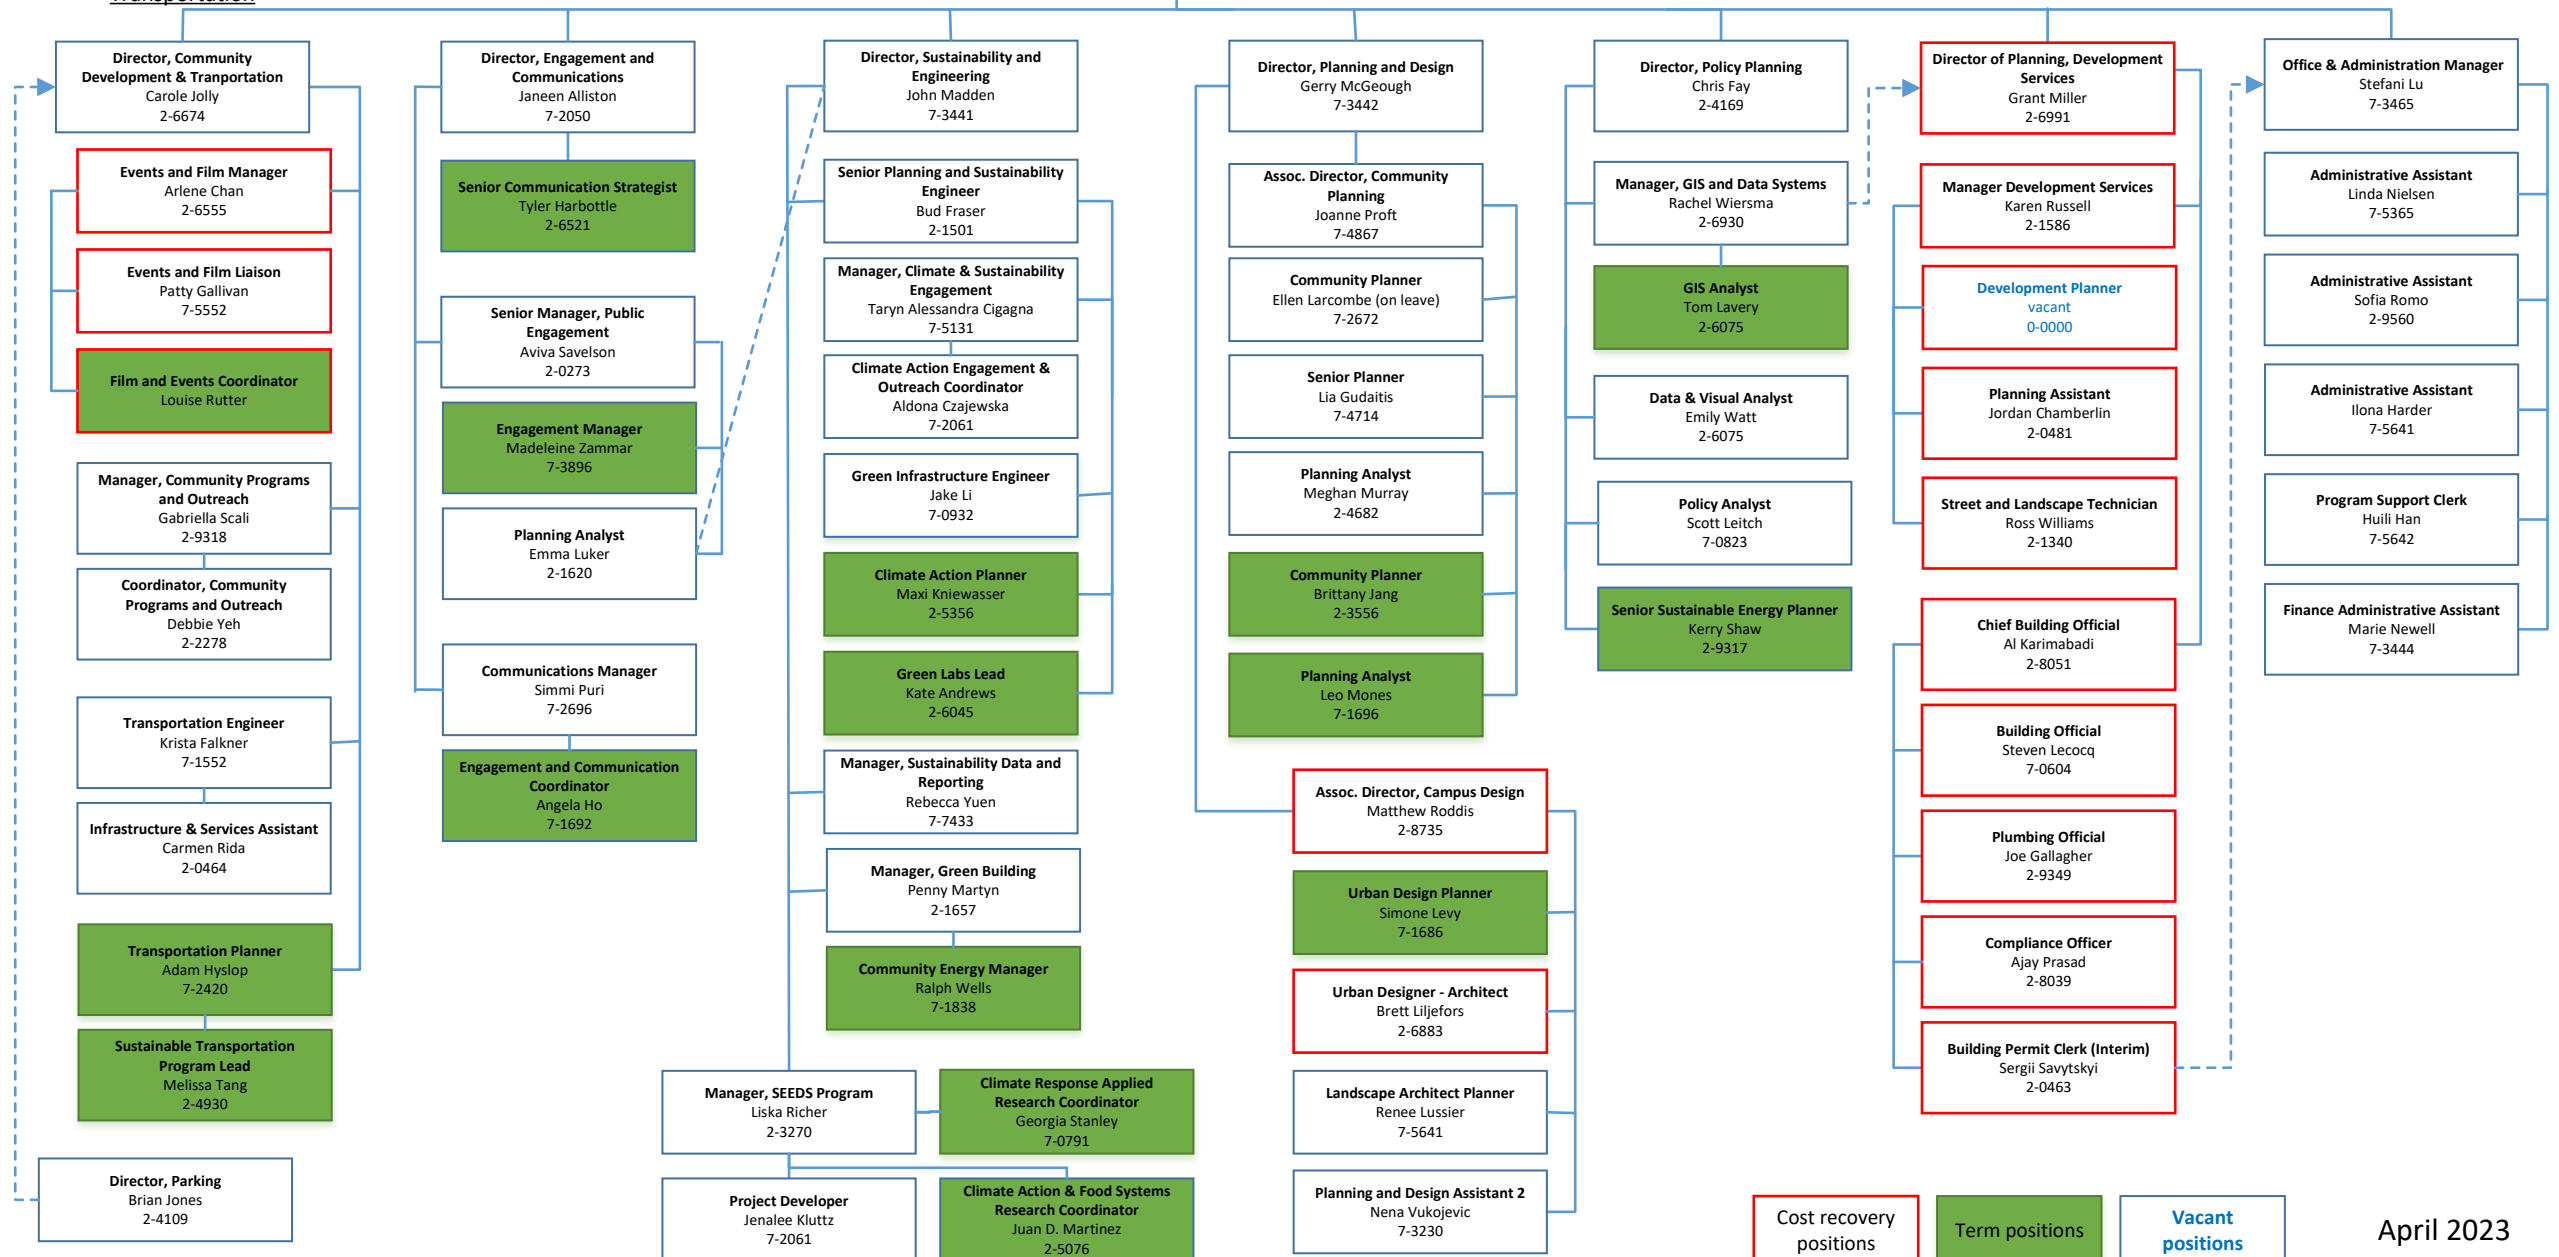 Transportation
Director, Community
Development & Tranportation
Carole Jolly
2-6674
Events and Film Manager
Arlene Chan
2-6555
Events and Film Liaison
Patty Gallivan
7-5552
Film and Events Coordinator
Louise Rutter
Manager, Community Programs
and Outreach
Gabriella Scali
2-9318
Coordinator, Community
Programs and Outreach
Debbie Yeh
2-2278
Transportation Engineer
Krista Falkner
7-1552
Infrastructure & Services Assistant
Carmen Rida
2-0464
Transportation Planner
Adam Hyslop
7-2420
Sustainable Transportation
Program Lead
Melissa Tang
2-4930
Director, Parking
Brian Jones
2-4109
Director, Engagement and
Communications
Janeen Alliston
7-2050
Senior Communication Strategist
Tyler Harbottle
2-6521
Senior Manager, Public
Engagement
Aviva Savelson
2-0273
Engagement Manager
Madeleine Zammar
7-3896
Planning Analyst
Emma Luker
2-1620
Communications Manager
Simmi Puri
7-2696
Engagement and Communication
Coordinator
Angela Ho
7-1692
Director, Sustainability and
Engineering
John Madden
7-3441
Senior Planning and Sustainability
Engineer
Bud Fraser
2-1501
Manager, Climate & Sustainability
Engagement
Taryn Alessandra Cigagna
7-5131
Climate Action Engagement &
Outreach Coordinator
Aldona Czajewska
7-2061
Green Infrastructure Engineer
Jake Li
7-0932
Climate Action Planner
Maxi Kniewasser
2-5356
Green Labs Lead
Kate Andrews
2-6045
Manager, Sustainability Data and
Reporting
Rebecca Yuen
7-7433
Manager, Green Building
Penny Martyn
2-1657
Community Energy Manager
Ralph Wells
7-1838
Manager, SEEDS Program
Liska Richer
2-3270
Climate Response Applied
Research Coordinator
Georgia Stanley
7-0791
Project Developer
Jenalee Kluttz
7-2061
Climate Action & Food Systems
Research Coordinator
Juan D. Martinez
2-5076
Director, Planning and Design
Gerry McGeough
7-3442
Assoc. Director, Community
Planning
Joanne Proft
7-4867
Community Planner
Ellen Larcombe (on leave)
7-2672
Senior Planner
Lia Gudaitis
7-4714
Planning Analyst
Meghan Murray
2-4682
Community Planner
Brittany Jang
2-3556
Planning Analyst
Leo Mones
7-1696
Assoc. Director, Campus Design
Matthew Roddis
2-8735
Urban Design Planner
Simone Levy
7-1686
Urban Designer - Architect
Brett Liljefors
2-6883
Landscape Architect Planner
Renee Lussier
7-5641
Planning and Design Assistant 2
Nena Vukojevic
7-3230
Director, Policy Planning
Chris Fay
2-4169
Manager, GIS and Data Systems
Rachel Wiersma
2-6930
GIS Analyst
Tom Lavery
2-6075
Data & Visual Analyst
Emily Watt
2-6075
Policy Analyst
Scott Leitch
7-0823
Senior Sustainable Energy Planner
Kerry Shaw
2-9317
Director of Planning, Development
Services
Grant Miller
2-6991
Manager Development Services
Karen Russell
2-1586
Development Planner
vacant
0-0000
Planning Assistant
Jordan Chamberlin
2-0481
Street and Landscape Technician
Ross Williams
2-1340
Chief Building Official
Al Karimabadi
2-8051
Building Official
Steven Lecocq
7-0604
Plumbing Official
Joe Gallagher
2-9349
Compliance Officer
Ajay Prasad
2-8039
Building Permit Clerk (Interim)
Sergii Savytskyi
2-0463
Office & Administration Manager
Stefani Lu
7-3465
Administrative Assistant
Linda Nielsen
7-5365
Administrative Assistant
Sofia Romo
2-9560
Administrative Assistant
Ilona Harder
7-5641
Program Support Clerk
Huili Han
7-5642
Finance Administrative Assistant
Marie Newell
7-3444
Cost recovery
positions
Term positions
Vacant
positions
April 2023